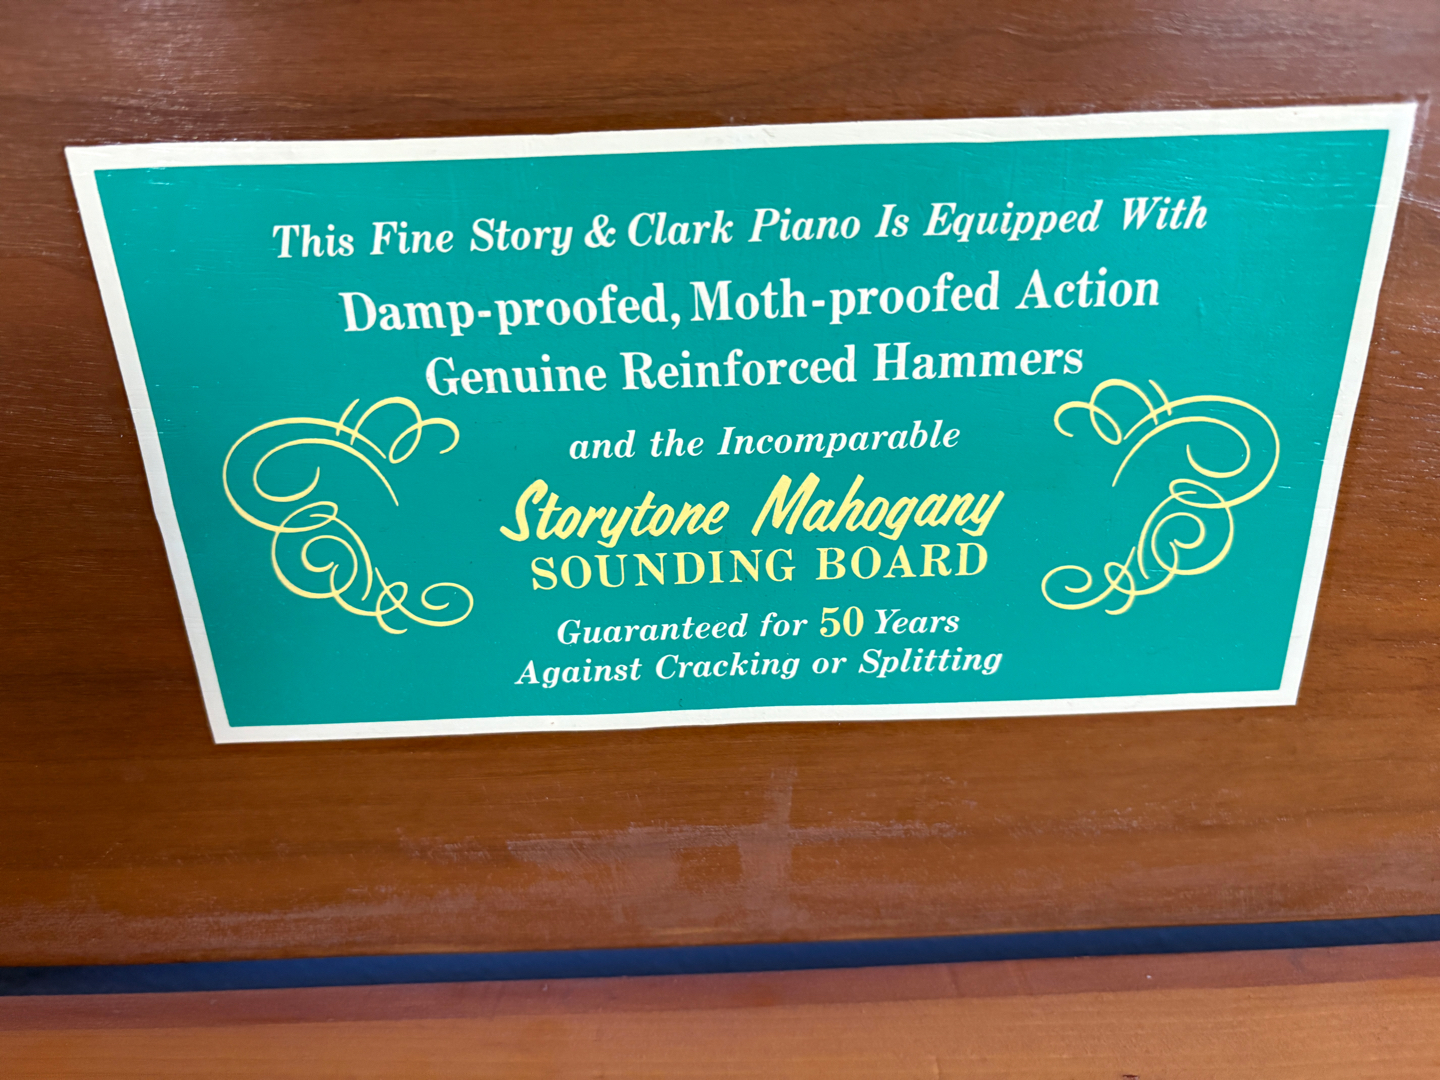 This Fine Story & Clark Piano Is Equipped With
Damp-proofed, Moth-proofed Action
Genuine Reinforced Hammers
and the Incomparable
Storytone Mahogany
SOUNDING BOARD
Guaranteed for 50 Years
Against Cracking or Splitting